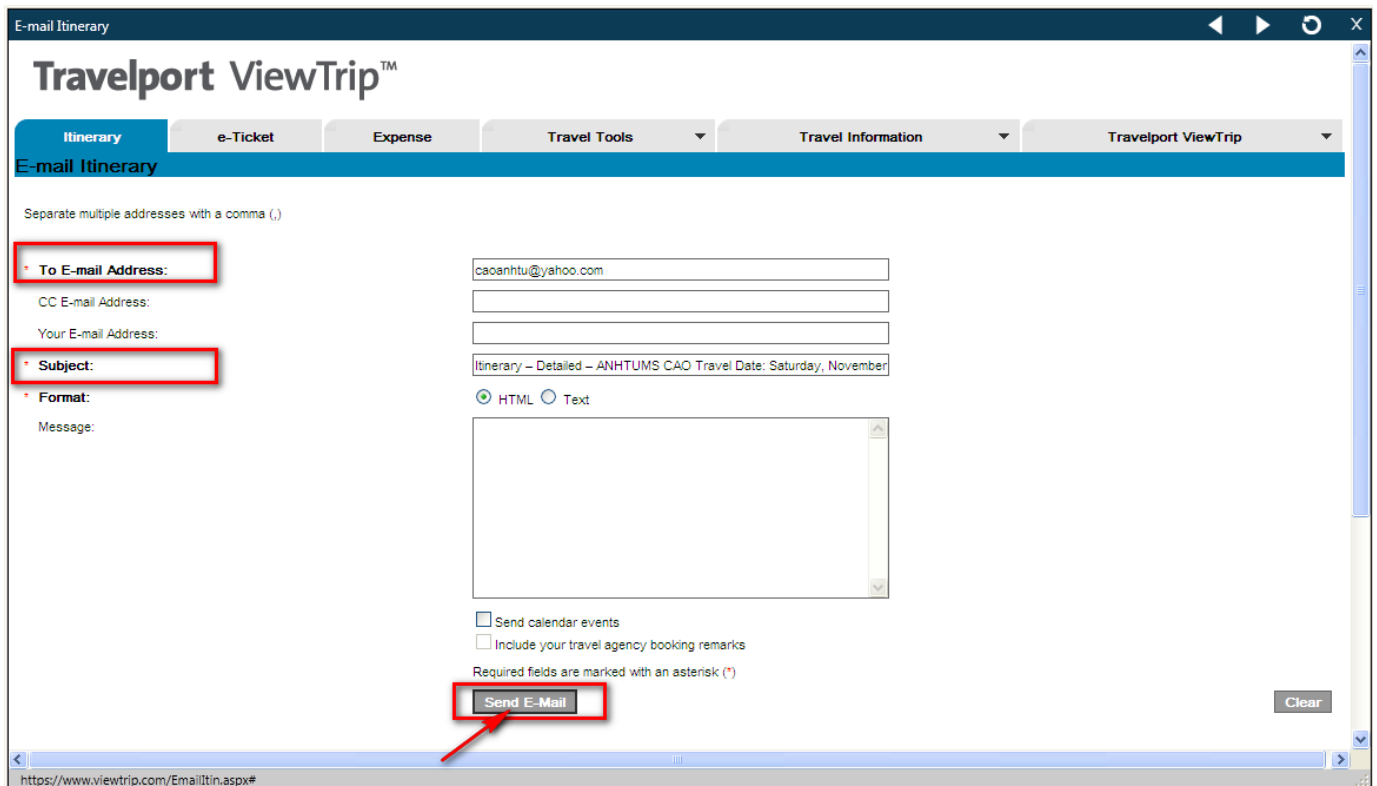 E-mail Itinerary
X
Travelport ViewTrip™
Itinerary e-Ticket Expense Travel Tools Travel Information Travelport ViewTrip
E-mail Itinerary
Separate multiple addresses with a comma (,)
* To E-mail Address: caoanhtu@yahoo.com
CC E-mail Address:
Your E-mail Address:
* Subject: Itinerary – Detailed – ANHTUMS CAO Travel Date: Saturday, November
* Format: HTML Text
Message:
Send calendar events
Include your travel agency booking remarks
Required fields are marked with an asterisk (*)
Send E-Mail Clear
https://www.viewtrip.com/EmailItin.aspx#